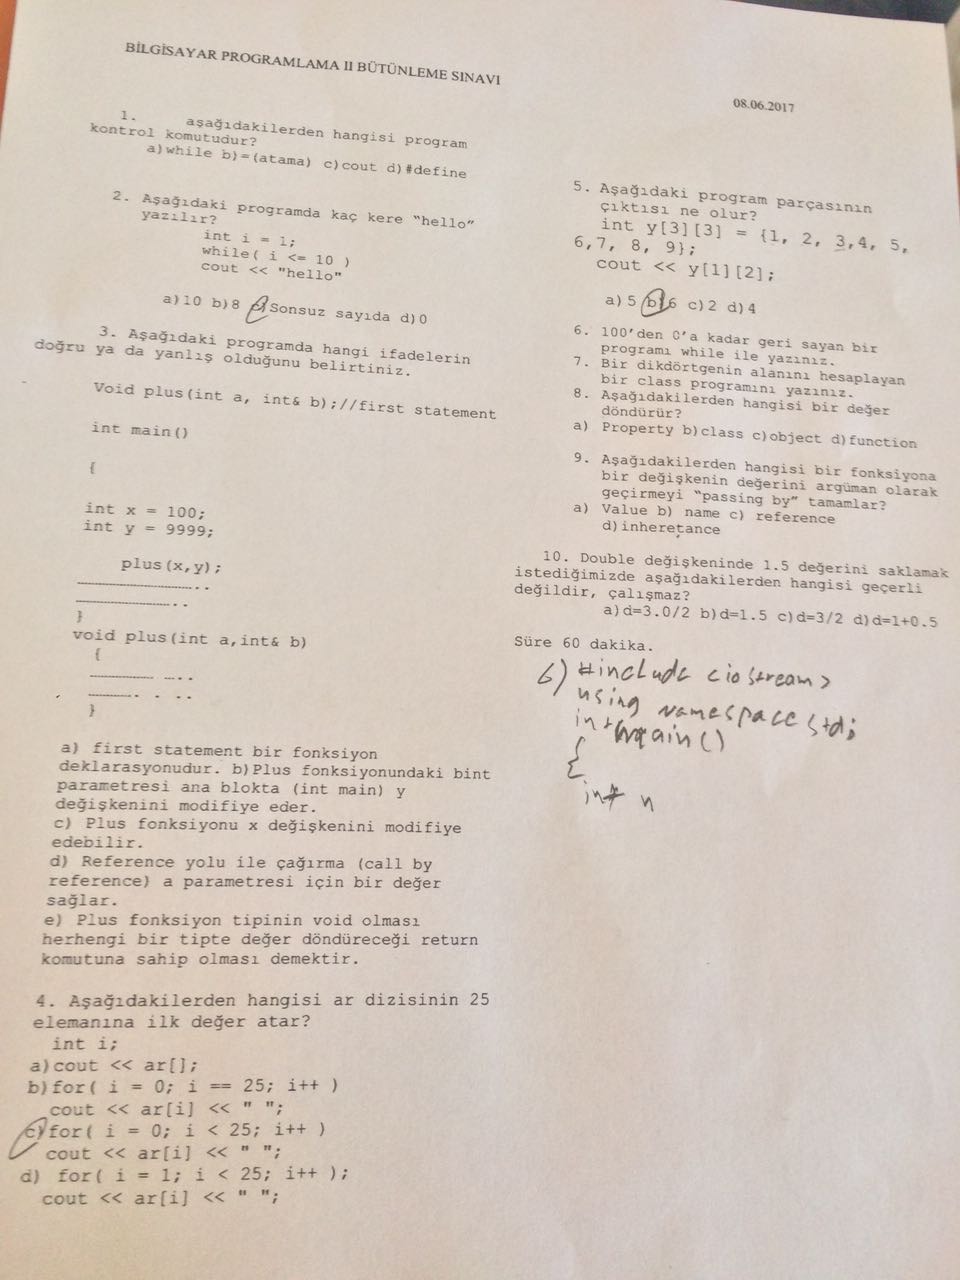 BİLGİSAYAR PROGRAMLAMA II BÜTÜNLEME SINAVI
08.06.2017
1. aşağıdakilerden hangisi program
kontrol komutudur?
a)while b)=(atama) c)cout d)#define
2. Aşağıdaki programda kaç kere "hello"
yazılır?
int i = 1;
while( i <= 10 )
cout << "hello"
a)10 b)8 c)Sonsuz sayıda d)0
3. Aşağıdaki programda hangi ifadelerin
doğru ya da yanlış olduğunu belirtiniz.
Void plus(int a, int& b);//first statement
int main()
{
int x = 100;
int y = 9999;
plus(x,y);
}
void plus(int a,int& b)
{
}
a) first statement bir fonksiyon
deklarasyonudur. b)Plus fonksiyonundaki bint
parametresi ana blokta (int main) y
değişkenini modifiye eder.
c) Plus fonksiyonu x değişkenini modifiye
edebilir.
d) Reference yolu ile çağırma (call by
reference) a parametresi için bir değer
sağlar.
e) Plus fonksiyon tipinin void olması
herhengi bir tipte değer döndüreceği return
komutuna sahip olması demektir.
4. Aşağıdakilerden hangisi ar dizisinin 25
elemanına ilk değer atar?
int i;
a)cout << ar[];
b)for( i = 0; i == 25; i++ )
cout << ar[i] << " ";
c)for( i = 0; i < 25; i++ )
cout << ar[i] << " ";
d) for( i = 1; i < 25; i++ );
cout << ar[i] << " ";
5. Aşağıdaki program parçasının
çıktısı ne olur?
int y[3][3] = {1, 2, 3,4, 5,
6,7, 8, 9};
cout << y[1][2];
a)5 b)6 c)2 d)4
6. 100'den 0'a kadar geri sayan bir
programı while ile yazınız.
7. Bir dikdörtgenin alanını hesaplayan
bir class programını yazınız.
8. Aşağıdakilerden hangisi bir değer
döndürür?
a) Property b)class c)object d)function
9. Aşağıdakilerden hangisi bir fonksiyona
bir değişkenin değerini argüman olarak
geçirmeyi "passing by" tamamlar?
a) Value b) name c) reference
d)inheretance
10. Double değişkeninde 1.5 değerini saklamak
istediğimizde aşağıdakilerden hangisi geçerli
değildir, çalışmaz?
a)d=3.0/2 b)d=1.5 c)d=3/2 d)d=1+0.5
Süre 60 dakika.
6) #include <iostream>
using namespace std;
int main()
{
int n